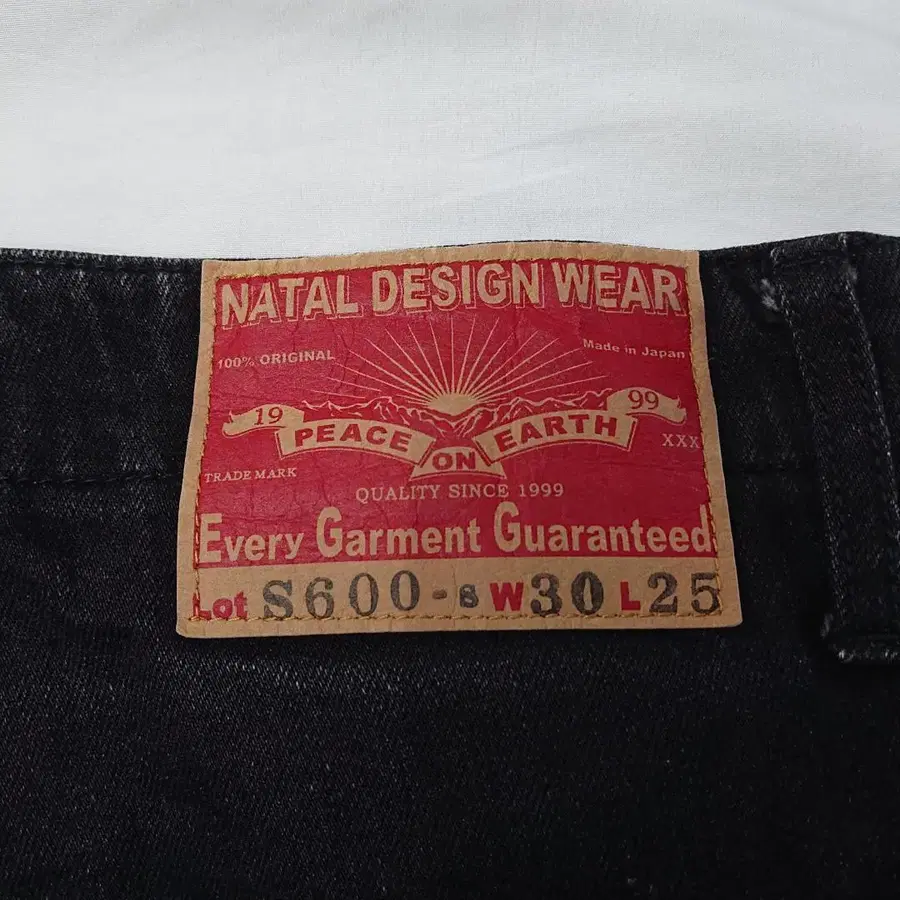 NATAL DESIGN WEAR
100% ORIGINAL
Made in Japan
19 99
PEACE ON EARTH
XXX
TRADE MARK
QUALITY SINCE 1999
Every Garment Guaranteed
Lot S600-8 W30 L25